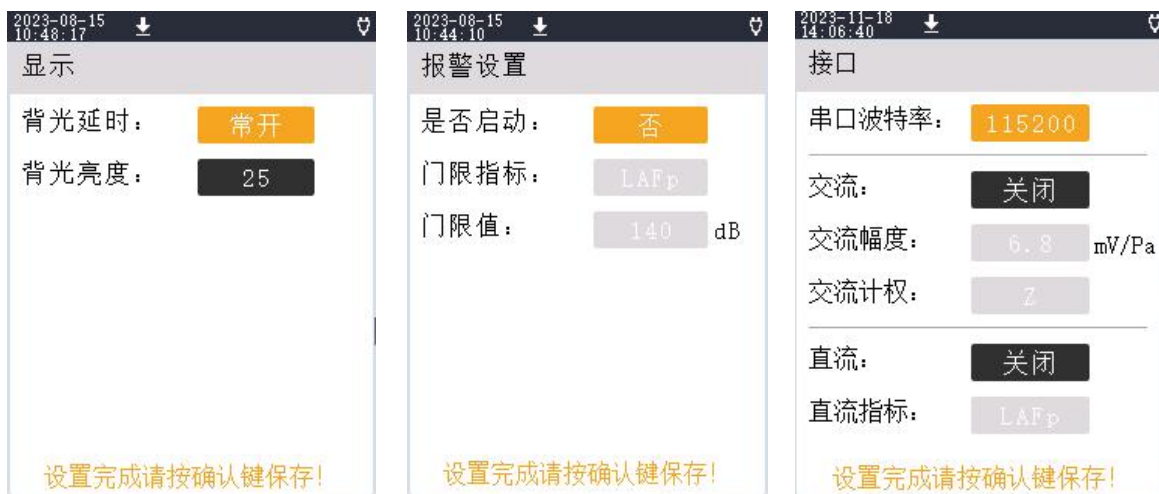 2023-08-15
10:48:17
显示
背光延时： 常开
背光亮度： 25
设置完成请按确认键保存!
2023-08-15
10:44:10
报警设置
是否启动： 否
门限指标： LAFp
门限值： 140 dB
设置完成请按确认键保存!
2023-11-18
14:06:40
接口
串口波特率： 115200
交流： 关闭
交流幅度： 6.8 mV/Pa
交流计权： Z
直流： 关闭
直流指标： LAFp
设置完成请按确认键保存!